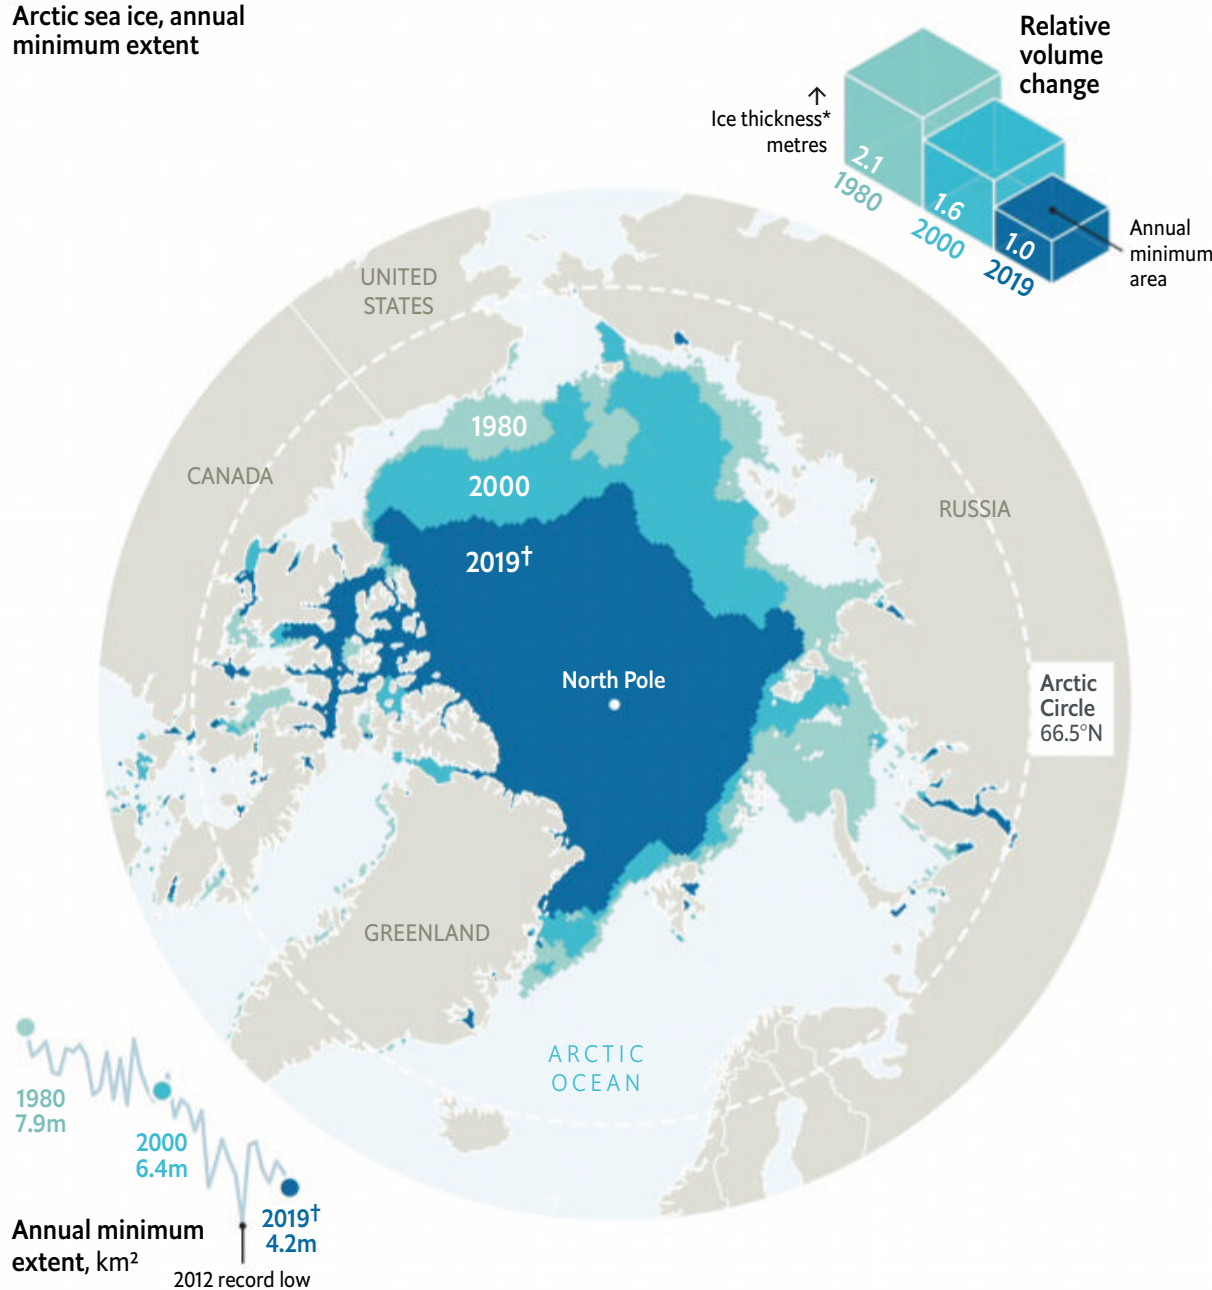 Arctic sea ice, annual
minimum extent
Relative
volume
change
↑
Ice thickness*
metres
2.1
1980
1.6
2000
1.0
2019
Annual
minimum
area
UNITED
STATES
CANADA
RUSSIA
1980
2000
2019†
North Pole
Arctic
Circle
66.5°N
GREENLAND
ARCTIC
OCEAN
1980
7.9m
2000
6.4m
2019†
4.2m
Annual minimum
extent, km²
2012 record low